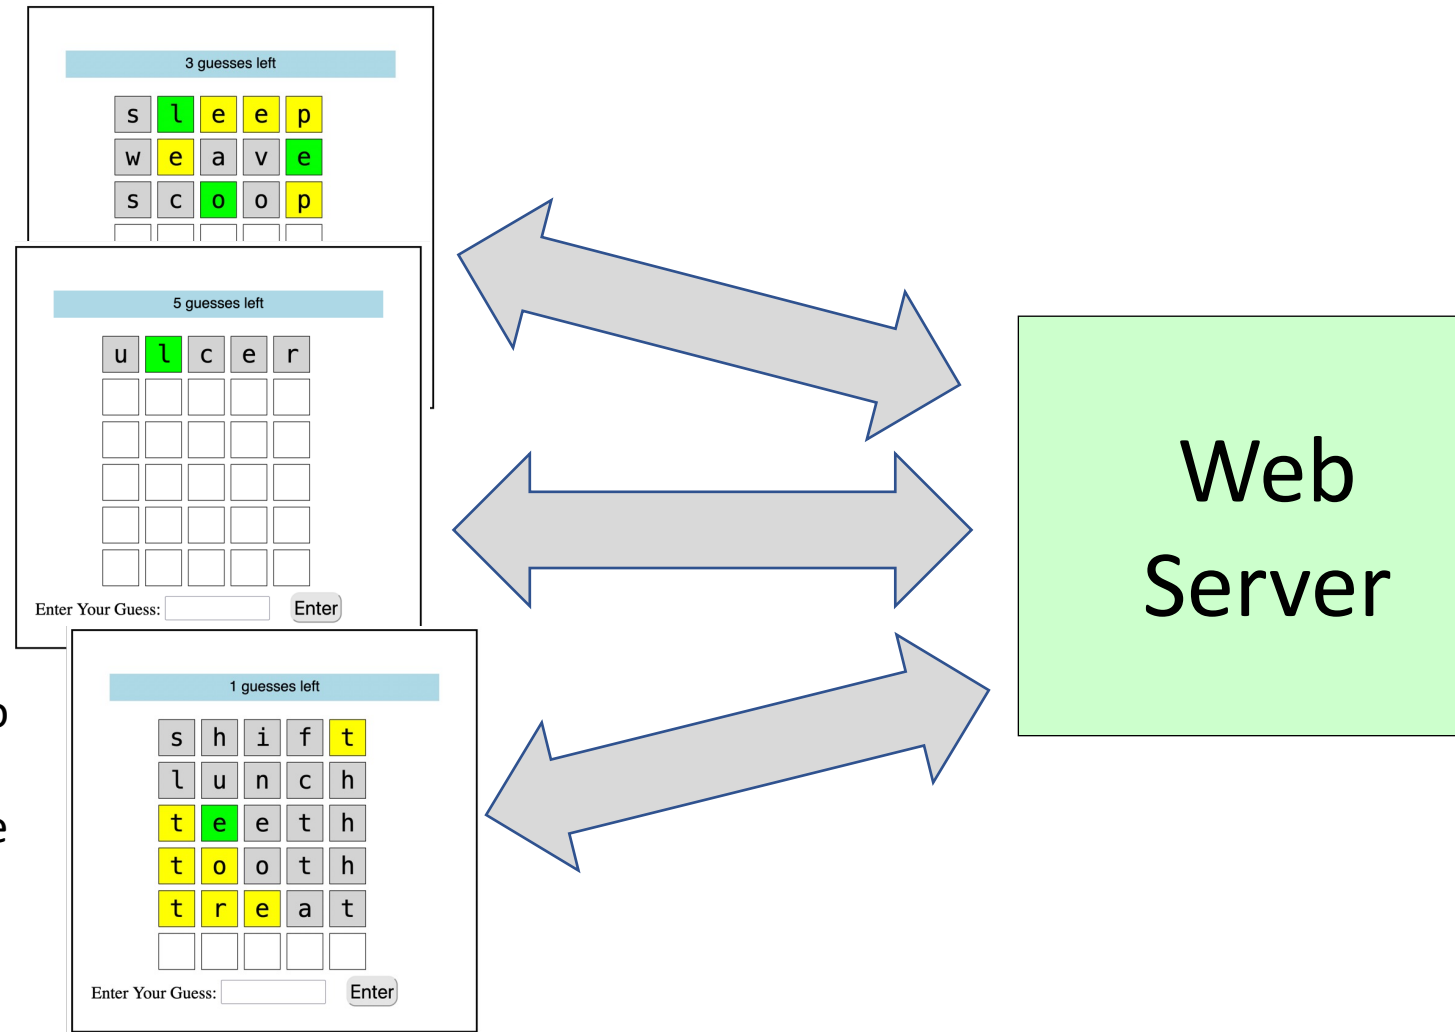 3 guesses left
s l e e p
w e a v e
s c o o p
5 guesses left
u l c e r
Enter Your Guess: Enter
1 guesses left
s h i f t
l u n c h
t e e t h
t o o t h
t r e a t
Enter Your Guess: Enter
Web
Server